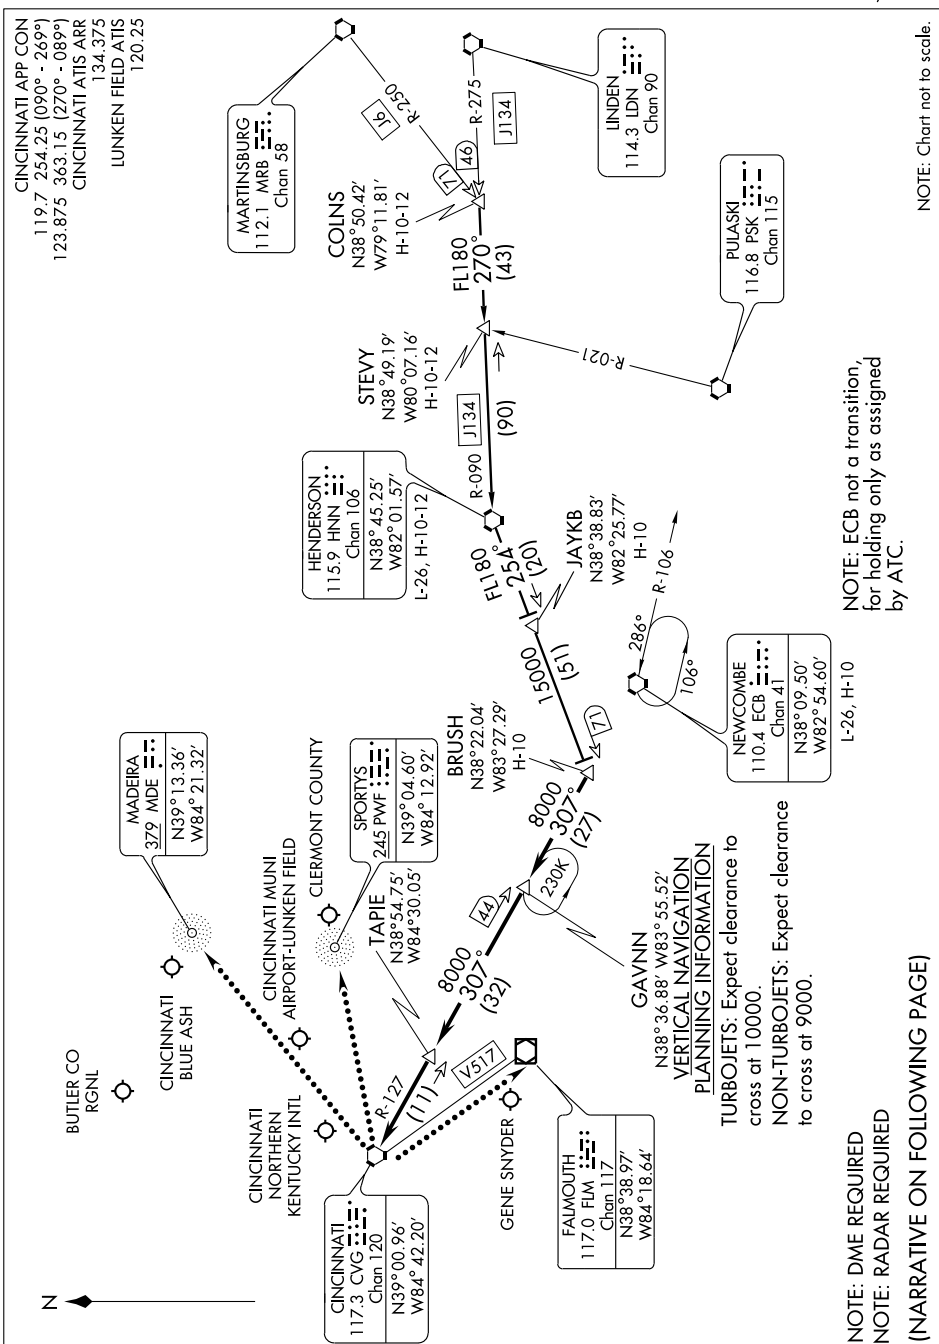 CINCINNATI APP CON
119.7 254.25 (090° - 269°)
123.875 363.15 (270° - 089°)
CINCINNATI ATIS ARR
134.375
LUNKEN FIELD ATIS
120.25
N
BUTLER CO
RGNL
CINCINNATI
BLUE ASH
MADEIRA
379 MDE
N39°13.36′
W84°21.32′
CINCINNATI MUNI
AIRPORT-LUNKEN FIELD
CLERMONT COUNTY
CINCINNATI
NORTHERN
KENTUCKY INTL
SPORTYS
245 PWF
N39°04.60′
W84°12.92′
CINCINNATI
117.3 CVG
Chan 120
N39°00.96′
W84°42.20′
TAPIE
N38°54.75′
W84°30.05′
R-127
(11)
V517
8000
307°
(32)
44
230K
8000
307°
(27)
BRUSH
N38°22.04′
W83°27.29′
H-10
71
15000
(51)
HENDERSON
115.9 HNN
Chan 106
N38°45.25′
W82°01.57′
L-26, H-10-12
FL180
254°
(20)
JAYKB
N38°38.83′
W82°25.77′
H-10
R-090
J134
(90)
STEVY
N38°49.19′
W80°07.16′
H-10-12
FL180
270°
(43)
COLNS
N38°50.42′
W79°11.81′
H-10-12
MARTINSBURG
112.1 MRB
Chan 58
R-250
J6
71
46
R-275
J134
LINDEN
114.3 LDN
Chan 90
R-021
PULASKI
116.8 PSK
Chan 115
GENE SNYDER
FALMOUTH
117.0 FLM
Chan 117
N38°38.97′
W84°18.64′
GAVNN
N38°36.88′ W83°55.52′
VERTICAL NAVIGATION
PLANNING INFORMATION
TURBOJETS: Expect clearance to
cross at 10000.
NON-TURBOJETS: Expect clearance
to cross at 9000.
286°
R-106
106°
NEWCOMBE
110.4 ECB
Chan 41
N38°09.50′
W82°54.60′
L-26, H-10
NOTE: ECB not a transition,
for holding only as assigned
by ATC.
NOTE: DME REQUIRED
NOTE: RADAR REQUIRED
(NARRATIVE ON FOLLOWING PAGE)
NOTE: Chart not to scale.